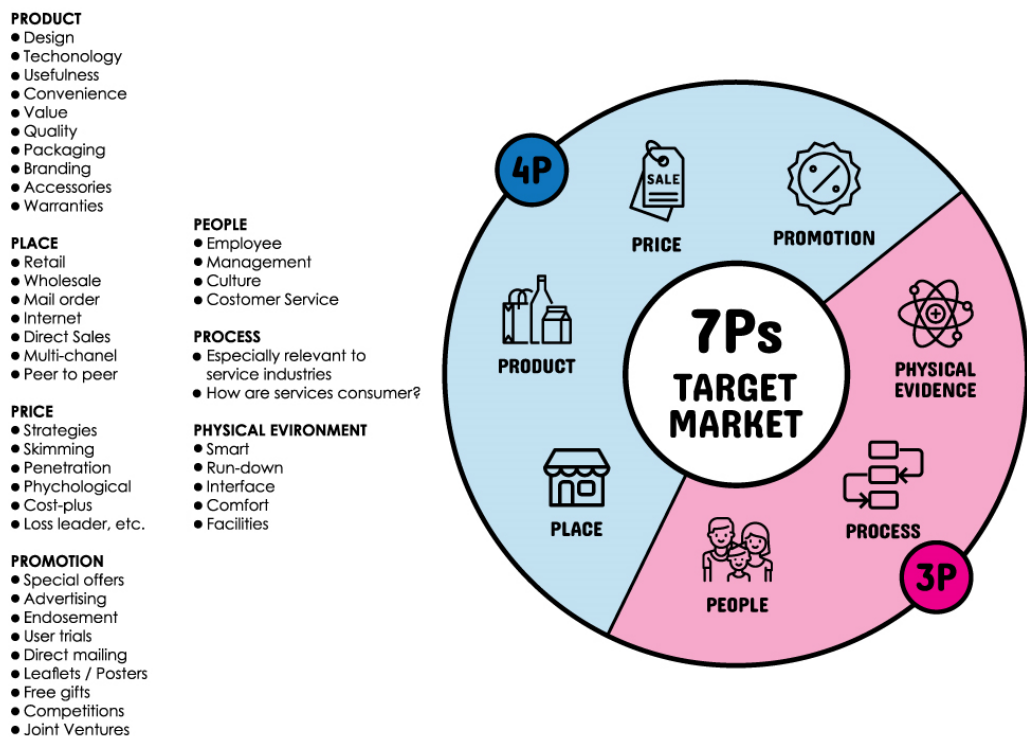 PRODUCT
● Design
● Techonology
● Usefulness
● Convenience
● Value
● Quality
● Packaging
● Branding
● Accessories
● Warranties
PLACE
● Retail
● Wholesale
● Mail order
● Internet
● Direct Sales
● Multi-chanel
● Peer to peer
PRICE
● Strategies
● Skimming
● Penetration
● Phychological
● Cost-plus
● Loss leader, etc.
PROMOTION
● Special offers
● Advertising
● Endosement
● User trials
● Direct mailing
● Leaflets / Posters
● Free gifts
● Competitions
● Joint Ventures
PEOPLE
● Employee
● Management
● Culture
● Costomer Service
PROCESS
● Especially relevant to
service industries
● How are services consumer?
PHYSICAL EVIRONMENT
● Smart
● Run-down
● Interface
● Comfort
● Facilities
4P
SALE
PRICE
PROMOTION
PRODUCT
PLACE
7Ps
TARGET
MARKET
PHYSICAL
EVIDENCE
PROCESS
PEOPLE
3P